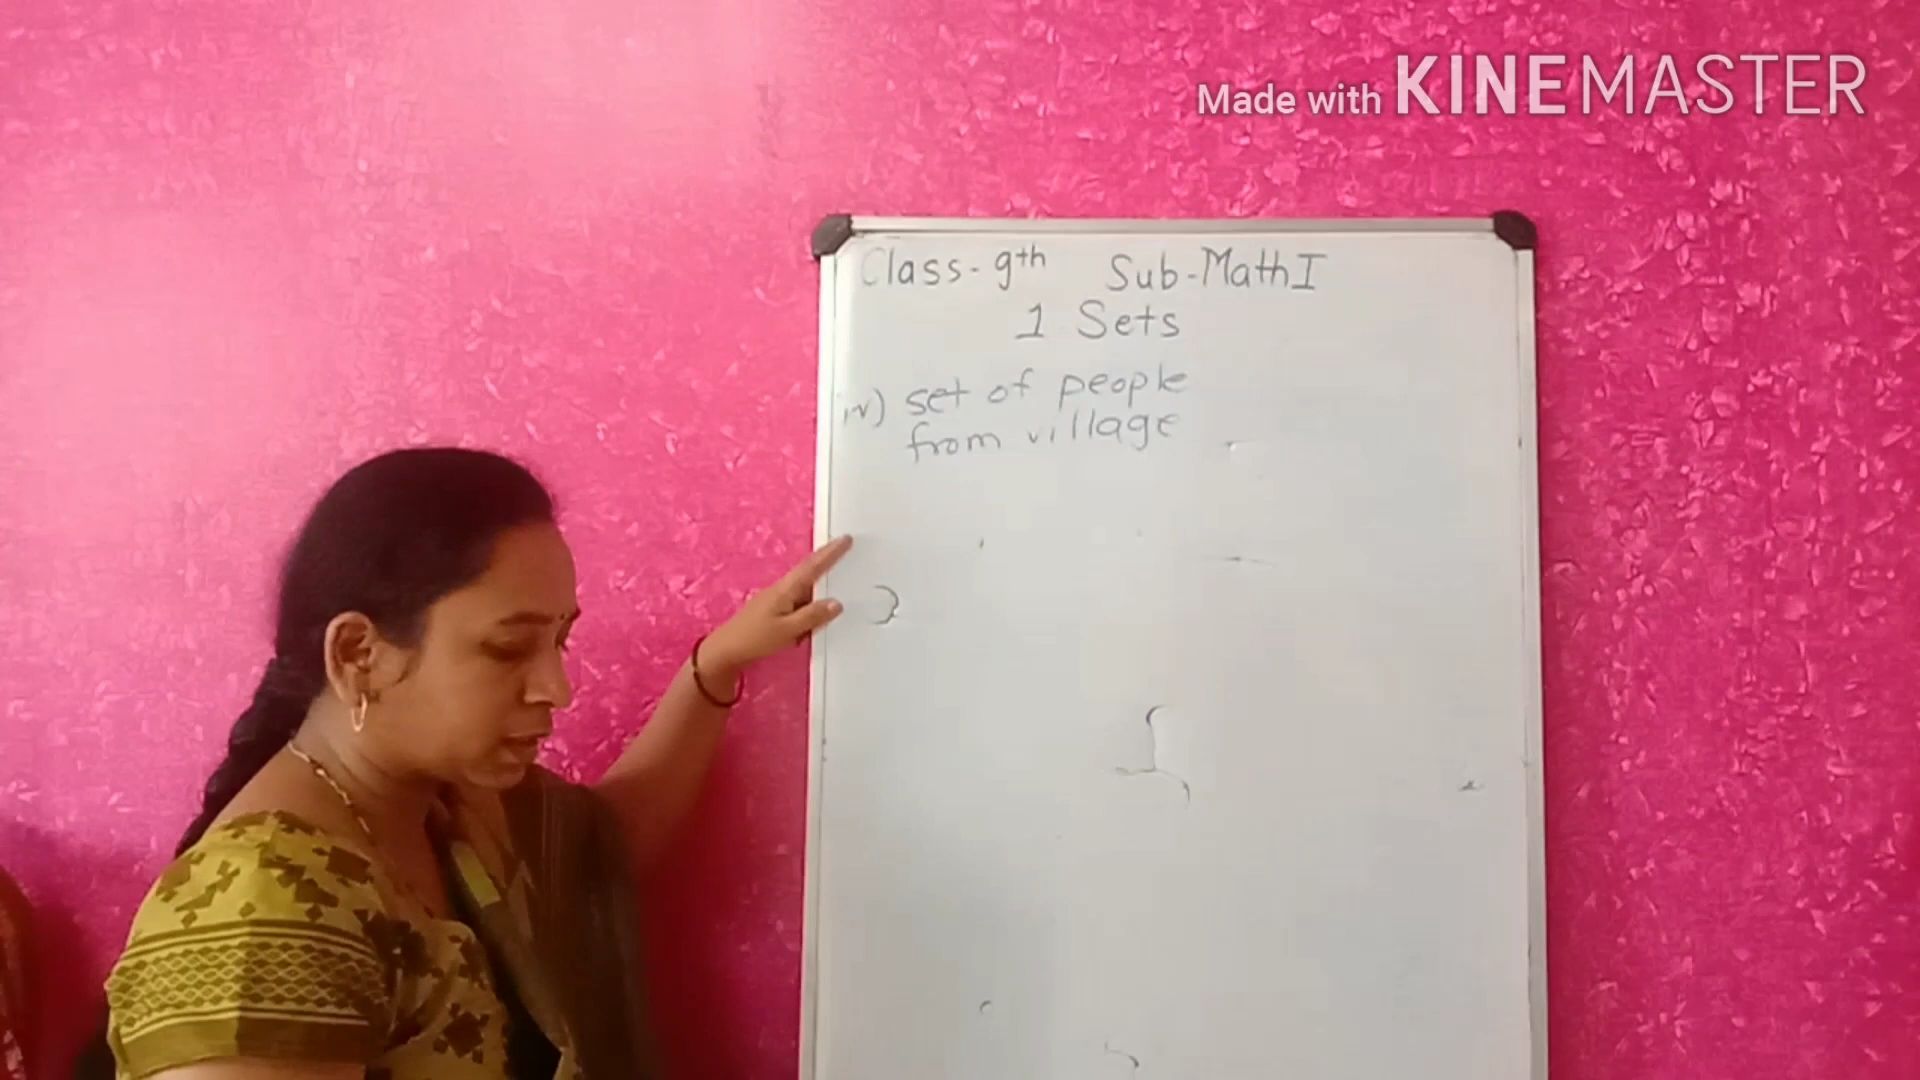 Made with KINEMASTER
Class-9th Sub-Math I
1 Sets
iv) set of people
from village